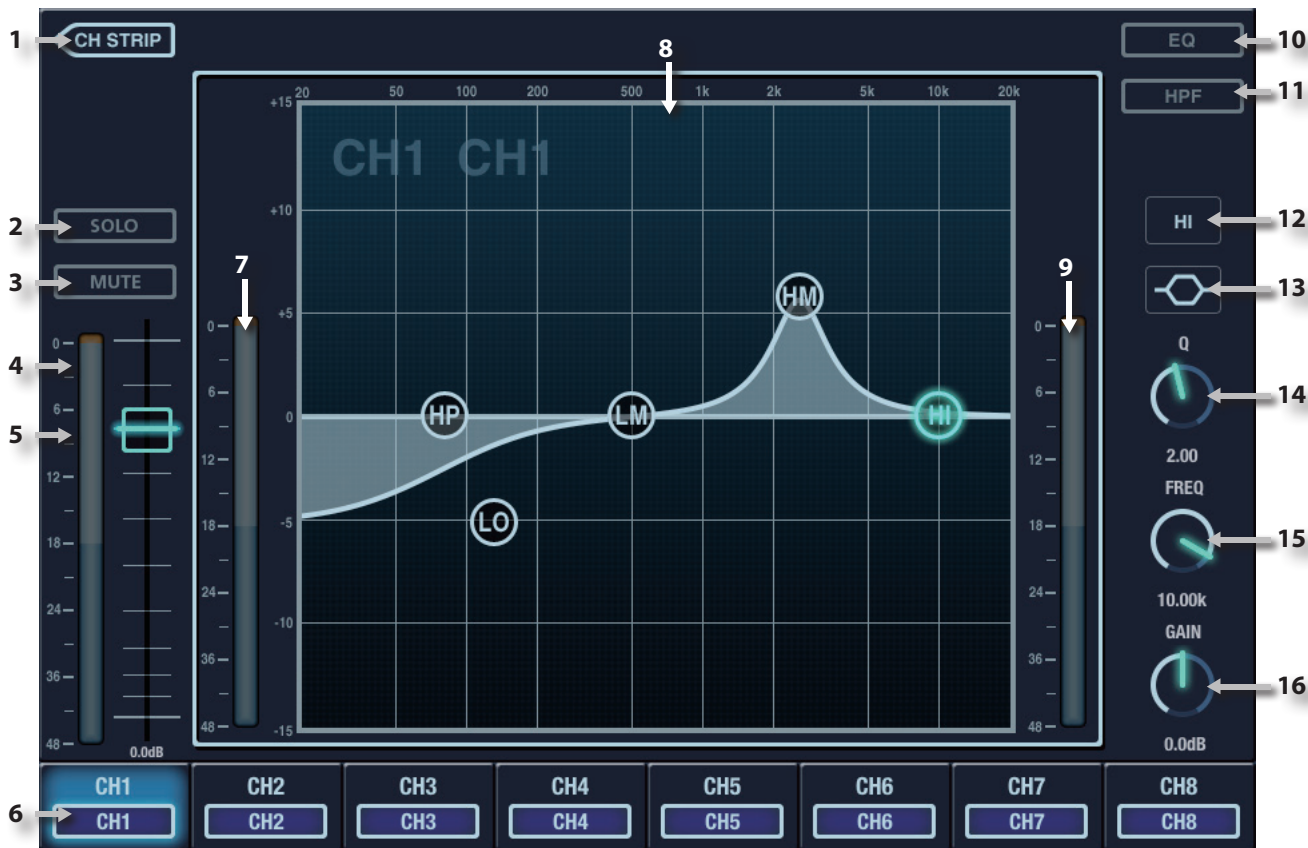 1 CH STRIP
8
EQ 10
20 50 100 200 500 1k 2k 5k 10k 20k
HPF 11
+15
CH1 CH1
+10
2 SOLO
HI 12
3 MUTE
7
9
13
HM
+5
0
0
0
4
Q
6
6
6
14
5
0
HP
LM
HI
2.00
12
12
12
FREQ
18
18
18
-5
LO
15
24
24
24
10.00k
-10
GAIN
36
36
36
16
48
48
48
-15
0.0dB
0.0dB
CH1 CH2 CH3 CH4 CH5 CH6 CH7 CH8
6 CH1 CH2 CH3 CH4 CH5 CH6 CH7 CH8